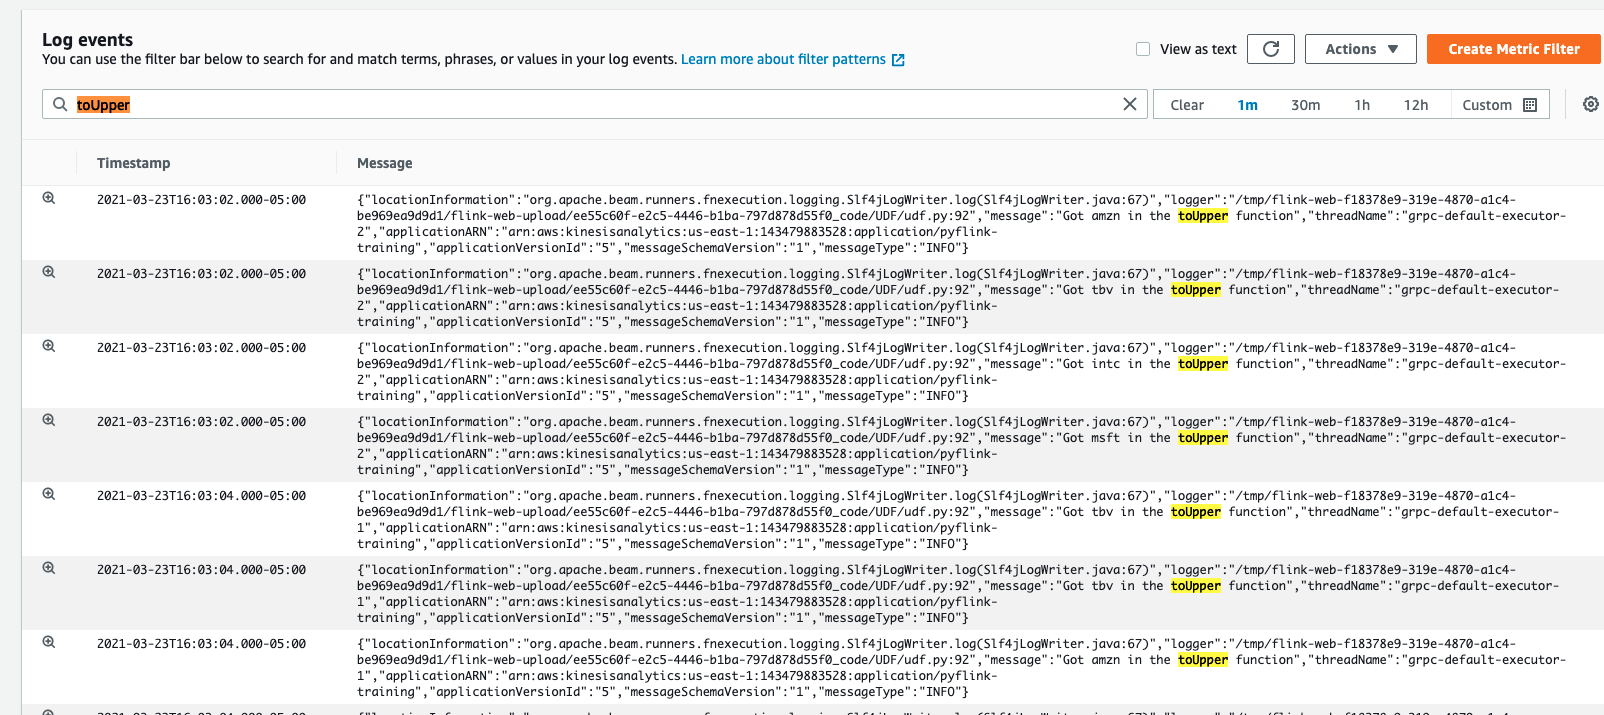 Log events
You can use the filter bar below to search for and match terms, phrases, or values in your log events. Learn more about filter patterns
View as text
Actions
Create Metric Filter
toUpper
Clear 1m 30m 1h 12h Custom
Timestamp Message
2021-03-23T16:03:02.000-05:00 {"locationInformation":"org.apache.beam.runners.fnexecution.logging.Slf4jLogWriter.log(Slf4jLogWriter.java:67)","logger":"/tmp/flink-web-f18378e9-319e-4870-a1c4-
be969ea9d9d1/flink-web-upload/ee55c60f-e2c5-4446-b1ba-797d878d55f0_code/UDF/udf.py:92","message":"Got amzn in the toUpper function","threadName":"grpc-default-executor-
2","applicationARN":"arn:aws:kinesisanalytics:us-east-1:143479883528:application/pyflink-
training","applicationVersionId":"5","messageSchemaVersion":"1","messageType":"INFO"}
2021-03-23T16:03:02.000-05:00 {"locationInformation":"org.apache.beam.runners.fnexecution.logging.Slf4jLogWriter.log(Slf4jLogWriter.java:67)","logger":"/tmp/flink-web-f18378e9-319e-4870-a1c4-
be969ea9d9d1/flink-web-upload/ee55c60f-e2c5-4446-b1ba-797d878d55f0_code/UDF/udf.py:92","message":"Got tbv in the toUpper function","threadName":"grpc-default-executor-
2","applicationARN":"arn:aws:kinesisanalytics:us-east-1:143479883528:application/pyflink-
training","applicationVersionId":"5","messageSchemaVersion":"1","messageType":"INFO"}
2021-03-23T16:03:02.000-05:00 {"locationInformation":"org.apache.beam.runners.fnexecution.logging.Slf4jLogWriter.log(Slf4jLogWriter.java:67)","logger":"/tmp/flink-web-f18378e9-319e-4870-a1c4-
be969ea9d9d1/flink-web-upload/ee55c60f-e2c5-4446-b1ba-797d878d55f0_code/UDF/udf.py:92","message":"Got intc in the toUpper function","threadName":"grpc-default-executor-
2","applicationARN":"arn:aws:kinesisanalytics:us-east-1:143479883528:application/pyflink-
training","applicationVersionId":"5","messageSchemaVersion":"1","messageType":"INFO"}
2021-03-23T16:03:02.000-05:00 {"locationInformation":"org.apache.beam.runners.fnexecution.logging.Slf4jLogWriter.log(Slf4jLogWriter.java:67)","logger":"/tmp/flink-web-f18378e9-319e-4870-a1c4-
be969ea9d9d1/flink-web-upload/ee55c60f-e2c5-4446-b1ba-797d878d55f0_code/UDF/udf.py:92","message":"Got msft in the toUpper function","threadName":"grpc-default-executor-
2","applicationARN":"arn:aws:kinesisanalytics:us-east-1:143479883528:application/pyflink-
training","applicationVersionId":"5","messageSchemaVersion":"1","messageType":"INFO"}
2021-03-23T16:03:04.000-05:00 {"locationInformation":"org.apache.beam.runners.fnexecution.logging.Slf4jLogWriter.log(Slf4jLogWriter.java:67)","logger":"/tmp/flink-web-f18378e9-319e-4870-a1c4-
be969ea9d9d1/flink-web-upload/ee55c60f-e2c5-4446-b1ba-797d878d55f0_code/UDF/udf.py:92","message":"Got tbv in the toUpper function","threadName":"grpc-default-executor-
1","applicationARN":"arn:aws:kinesisanalytics:us-east-1:143479883528:application/pyflink-
training","applicationVersionId":"5","messageSchemaVersion":"1","messageType":"INFO"}
2021-03-23T16:03:04.000-05:00 {"locationInformation":"org.apache.beam.runners.fnexecution.logging.Slf4jLogWriter.log(Slf4jLogWriter.java:67)","logger":"/tmp/flink-web-f18378e9-319e-4870-a1c4-
be969ea9d9d1/flink-web-upload/ee55c60f-e2c5-4446-b1ba-797d878d55f0_code/UDF/udf.py:92","message":"Got tbv in the toUpper function","threadName":"grpc-default-executor-
1","applicationARN":"arn:aws:kinesisanalytics:us-east-1:143479883528:application/pyflink-
training","applicationVersionId":"5","messageSchemaVersion":"1","messageType":"INFO"}
2021-03-23T16:03:04.000-05:00 {"locationInformation":"org.apache.beam.runners.fnexecution.logging.Slf4jLogWriter.log(Slf4jLogWriter.java:67)","logger":"/tmp/flink-web-f18378e9-319e-4870-a1c4-
be969ea9d9d1/flink-web-upload/ee55c60f-e2c5-4446-b1ba-797d878d55f0_code/UDF/udf.py:92","message":"Got amzn in the toUpper function","threadName":"grpc-default-executor-
1","applicationARN":"arn:aws:kinesisanalytics:us-east-1:143479883528:application/pyflink-
training","applicationVersionId":"5","messageSchemaVersion":"1","messageType":"INFO"}